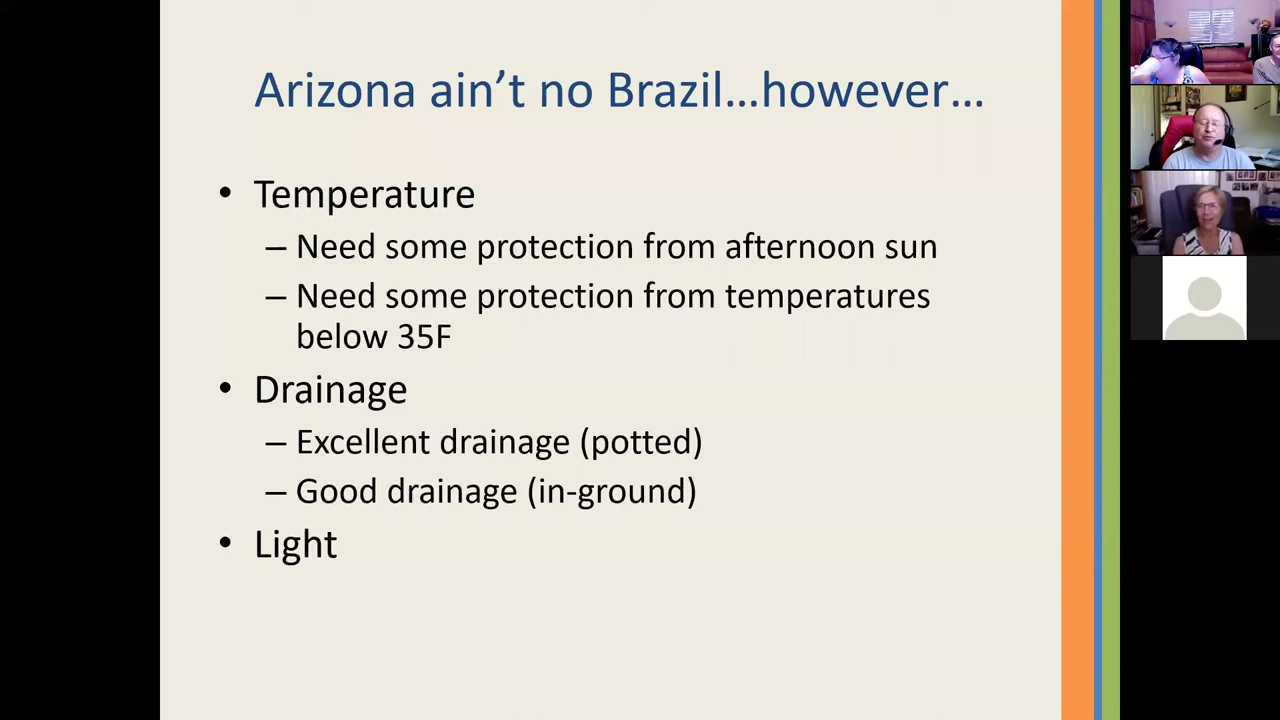 Arizona ain’t no Brazil…however…
• Temperature
– Need some protection from afternoon sun
– Need some protection from temperatures
below 35F
• Drainage
– Excellent drainage (potted)
– Good drainage (in-ground)
• Light